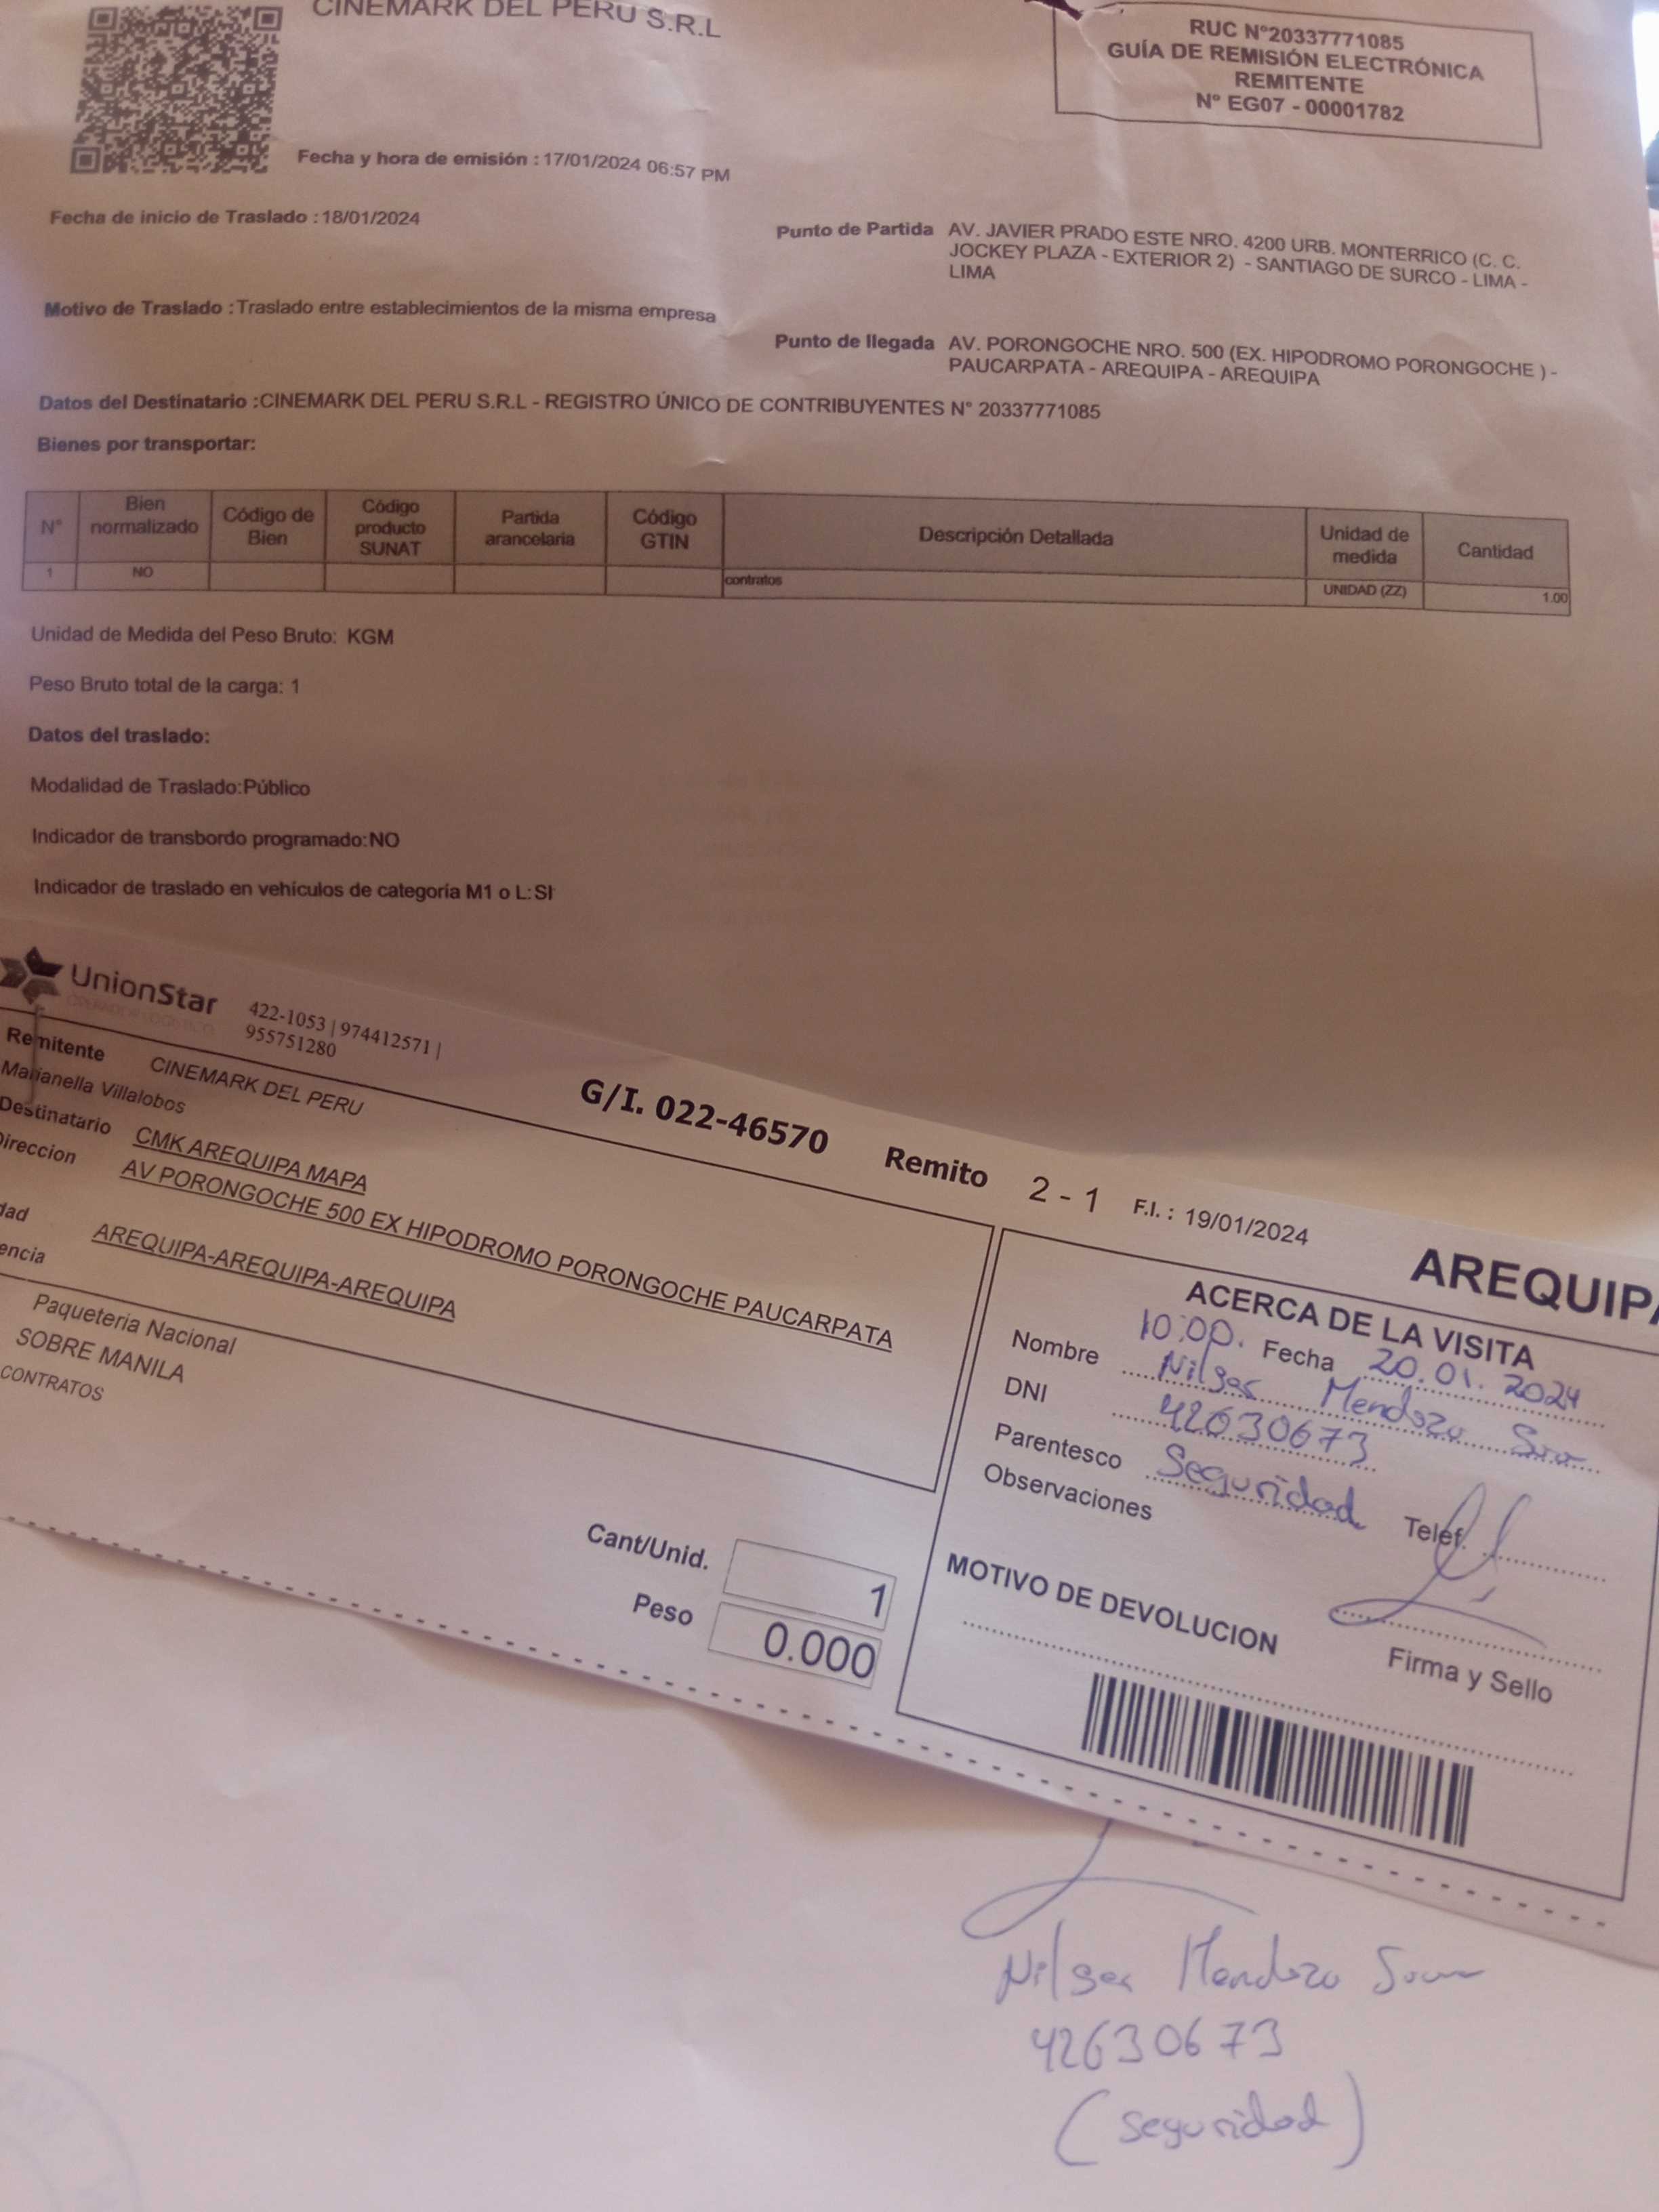 CINEMARK DEL PERU S.R.L
RUC N°20337771085
GUÍA DE REMISIÓN ELECTRÓNICA
REMITENTE
N° EG07 - 00001782
Fecha y hora de emisión : 17/01/2024 06:57 PM
Fecha de inicio de Traslado : 18/01/2024
Punto de Partida AV. JAVIER PRADO ESTE NRO. 4200 URB. MONTERRICO (C. C.
JOCKEY PLAZA - EXTERIOR 2) - SANTIAGO DE SURCO - LIMA -
LIMA
Motivo de Traslado : Traslado entre establecimientos de la misma empresa
Punto de llegada AV. PORONGOCHE NRO. 500 (EX. HIPODROMO PORONGOCHE ) -
PAUCARPATA - AREQUIPA - AREQUIPA
Datos del Destinatario :CINEMARK DEL PERU S.R.L - REGISTRO ÚNICO DE CONTRIBUYENTES N° 20337771085
Bienes por transportar:
N° Bien normalizado Código de Bien Código producto SUNAT Partida arancelaria Código GTIN Descripción Detallada Unidad de medida Cantidad
1 NO contratos UNIDAD (ZZ) 1.00
Unidad de Medida del Peso Bruto: KGM
Peso Bruto total de la carga: 1
Datos del traslado:
Modalidad de Traslado:Público
Indicador de transbordo programado:NO
Indicador de traslado en vehículos de categoría M1 o L:SI
UnionStar
422-1053 | 974412571 |
955751280
Remitente CINEMARK DEL PERU
Marianella Villalobos
Destinatario CMK AREQUIPA MAPA
Direccion AV PORONGOCHE 500 EX HIPODROMO PORONGOCHE PAUCARPATA
dad AREQUIPA-AREQUIPA-AREQUIPA
encia
Paqueteria Nacional
SOBRE MANILA
CONTRATOS
G/I. 022-46570 Remito 2 - 1 F.I. : 19/01/2024
AREQUIPA
Cant/Unid. 1
Peso 0.000
ACERCA DE LA VISITA
10:00. Fecha 20.01.2024
Nombre Nilser Mendoza
DNI 42630673
Parentesco Seguridad Telef.
Observaciones
MOTIVO DE DEVOLUCION
Firma y Sello
Nilser Mendoza
42630673
(seguridad)